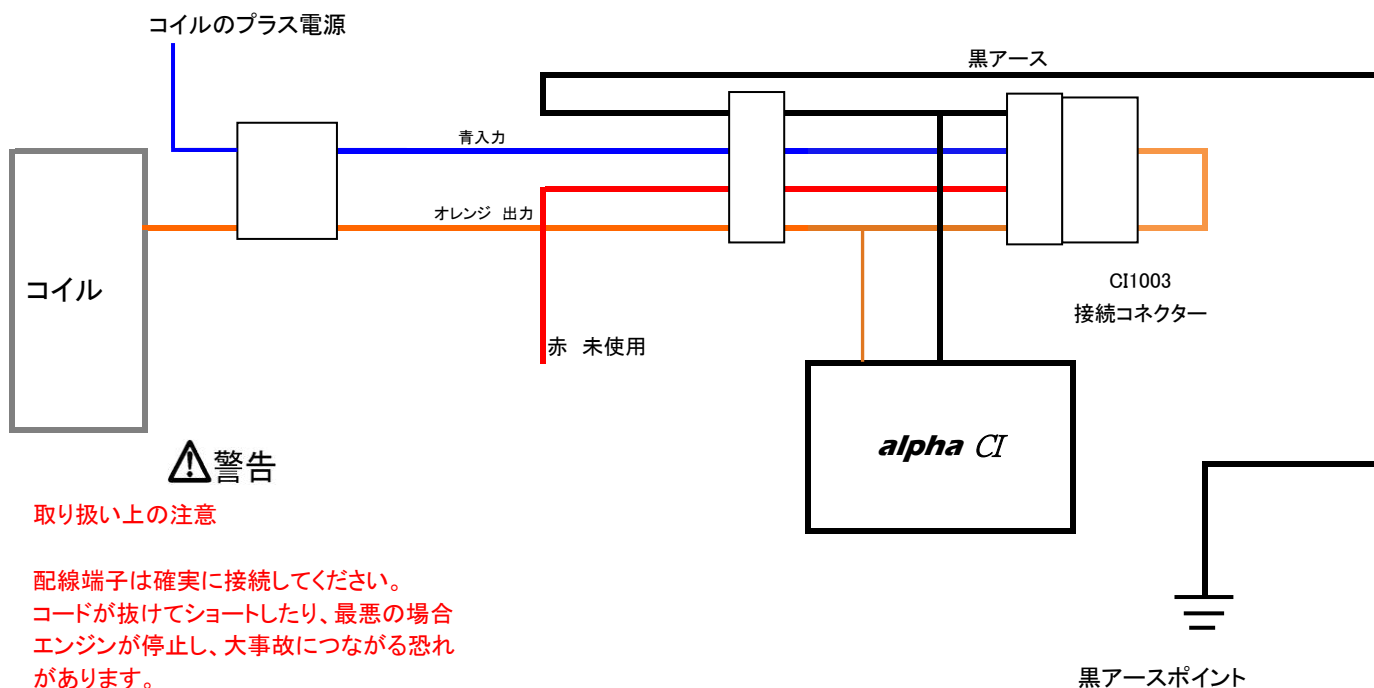 コイルのプラス電源
黒アース
青入力
オレンジ 出力
コイル
CI1003
接続コネクター
赤 未使用
alpha CI
警告
取り扱い上の注意
配線端子は確実に接続してください。
コードが抜けてショートしたり、最悪の場合
エンジンが停止し、大事故につながる恐れ
があります。
黒アースポイント